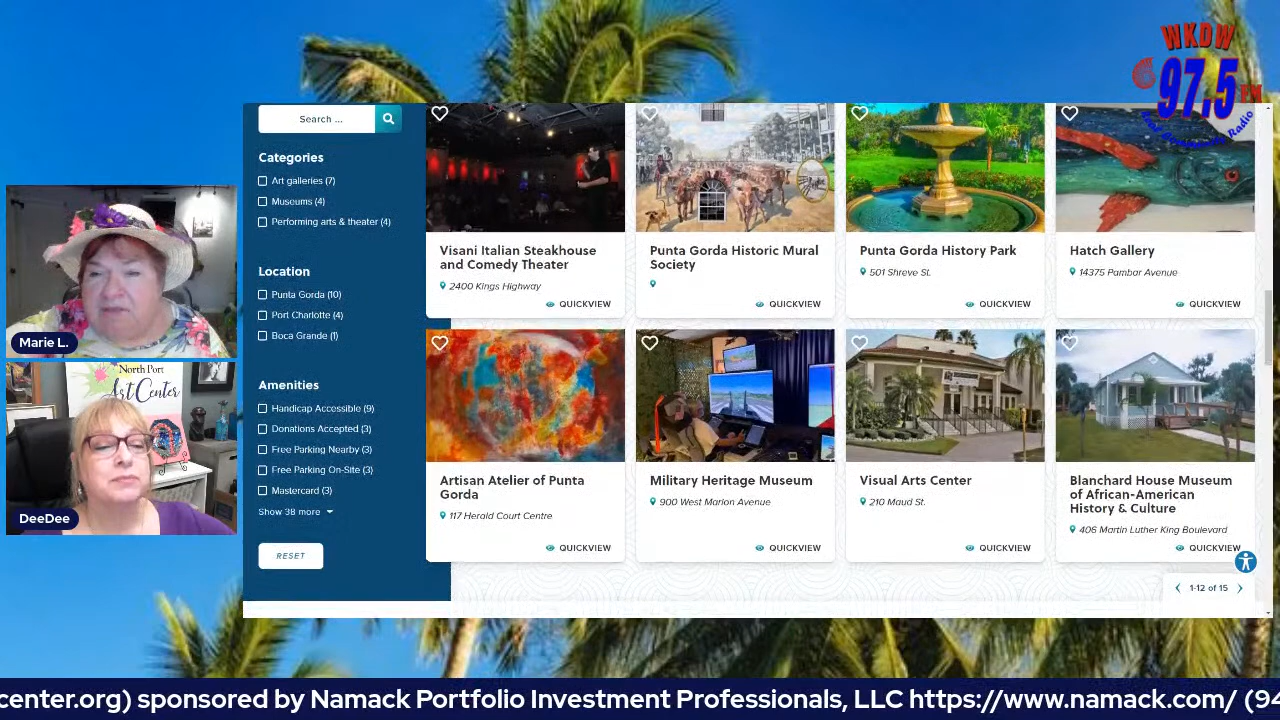 WKDW
97.5 FM
Search ...
Categories
Art galleries (7)
Museums (4)
Performing arts & theater (4)
Location
Punta Gorda (10)
Port Charlotte (4)
Boca Grande (1)
Amenities
Handicap Accessible (9)
Donations Accepted (3)
Free Parking Nearby (3)
Free Parking On-Site (3)
Mastercard (3)
Show 38 more
RESET
Visani Italian Steakhouse
and Comedy Theater
2400 Kings Highway
QUICKVIEW
Punta Gorda Historic Mural
Society
QUICKVIEW
Punta Gorda History Park
501 Shreve St.
QUICKVIEW
Hatch Gallery
14375 Pambar Avenue
QUICKVIEW
Artisan Atelier of Punta
Gorda
117 Herald Court Centre
QUICKVIEW
Military Heritage Museum
900 West Marion Avenue
QUICKVIEW
Visual Arts Center
210 Maud St.
QUICKVIEW
Blanchard House Museum
of African-American
History & Culture
406 Martin Luther King Boulevard
QUICKVIEW
1-12 of 15
Marie L.
North Port
Art Center
DeeDee
center.org) sponsored by Namack Portfolio Investment Professionals, LLC https://www.namack.com/ (94